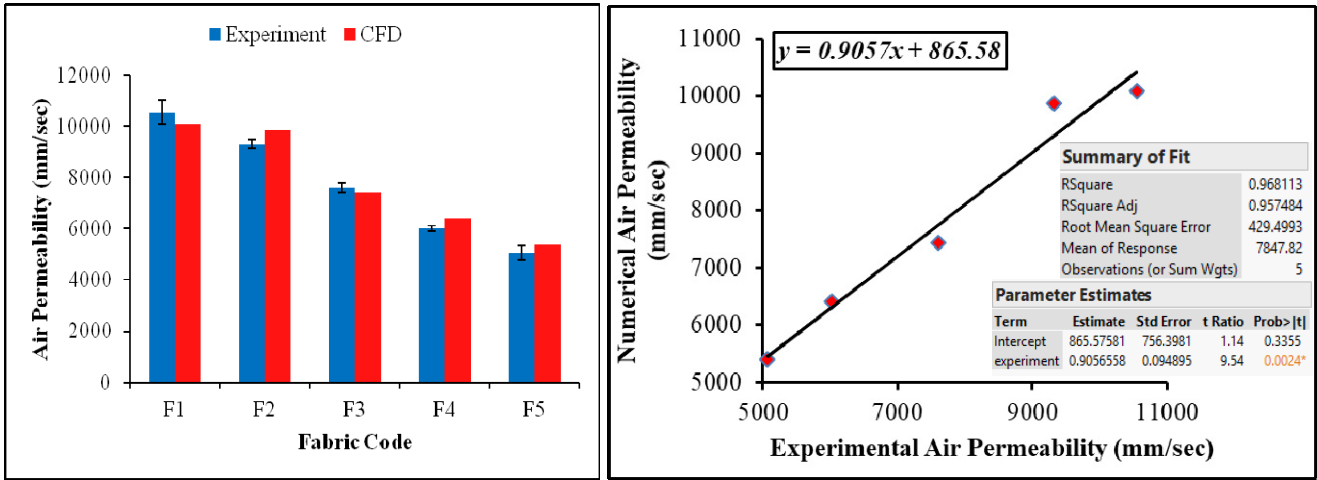 Experiment CFD
Air Permeability (mm/sec)
12000
10000
8000
6000
4000
2000
0
F1 F2 F3 F4 F5
Fabric Code
y = 0.9057x + 865.58
Numerical Air Permeability
(mm/sec)
11000
10000
9000
8000
7000
6000
5000
5000 7000 9000 11000
Experimental Air Permeability (mm/sec)
Summary of Fit
RSquare 0.968113
RSquare Adj 0.957484
Root Mean Square Error 429.4993
Mean of Response 7847.82
Observations (or Sum Wgts) 5
Parameter Estimates
Term Estimate Std Error t Ratio Prob>|t|
Intercept 865.57581 756.3981 1.14 0.3355
experiment 0.9056558 0.094895 9.54 0.0024*